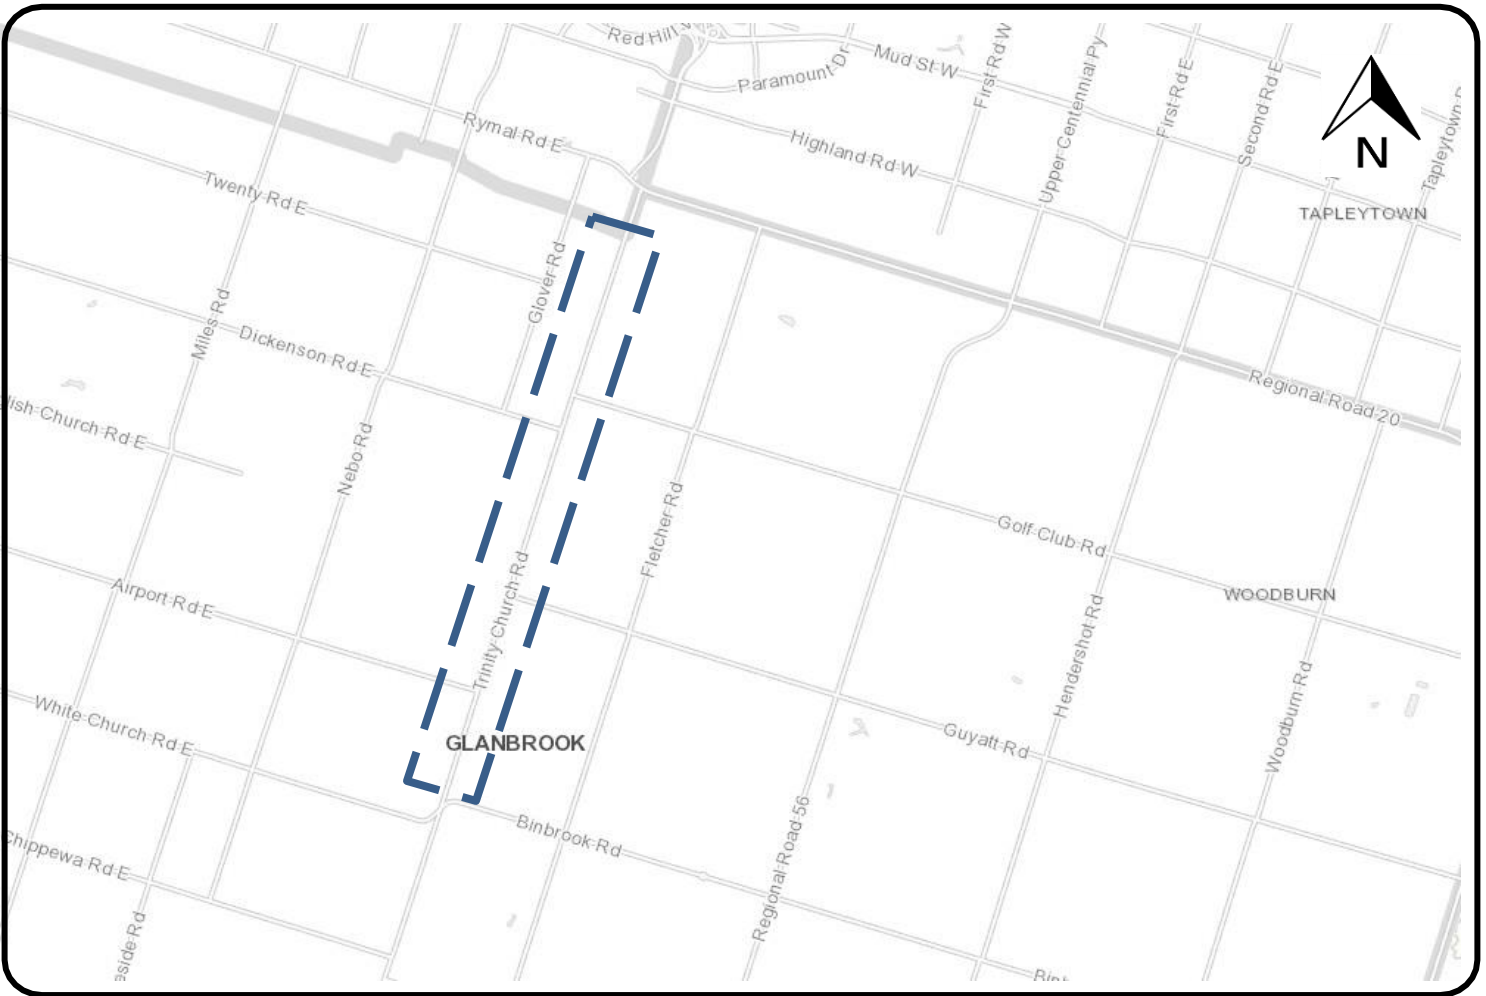 Red Hill V
Mud St W
Paramount Dr
First Rd W
Upper Centennial Py
First Rd E
Second Rd E
Tapleytown
Rymal Rd E
Highland Rd W
N
Twenty Rd E
TAPLEYTOWN
Glover Rd
Miles Rd
Dickenson Rd E
Regional Road 20
lish Church Rd E
Nebo Rd
Fletcher Rd
Golf Club Rd
Airport Rd E
Trinity Church Rd
WOODBURN
Hendershot Rd
Woodburn Rd
White Church Rd E
GLANBROOK
Guyatt Rd
Binbrook Rd
Regional Road 56
Chippewa Rd E
eside Rd